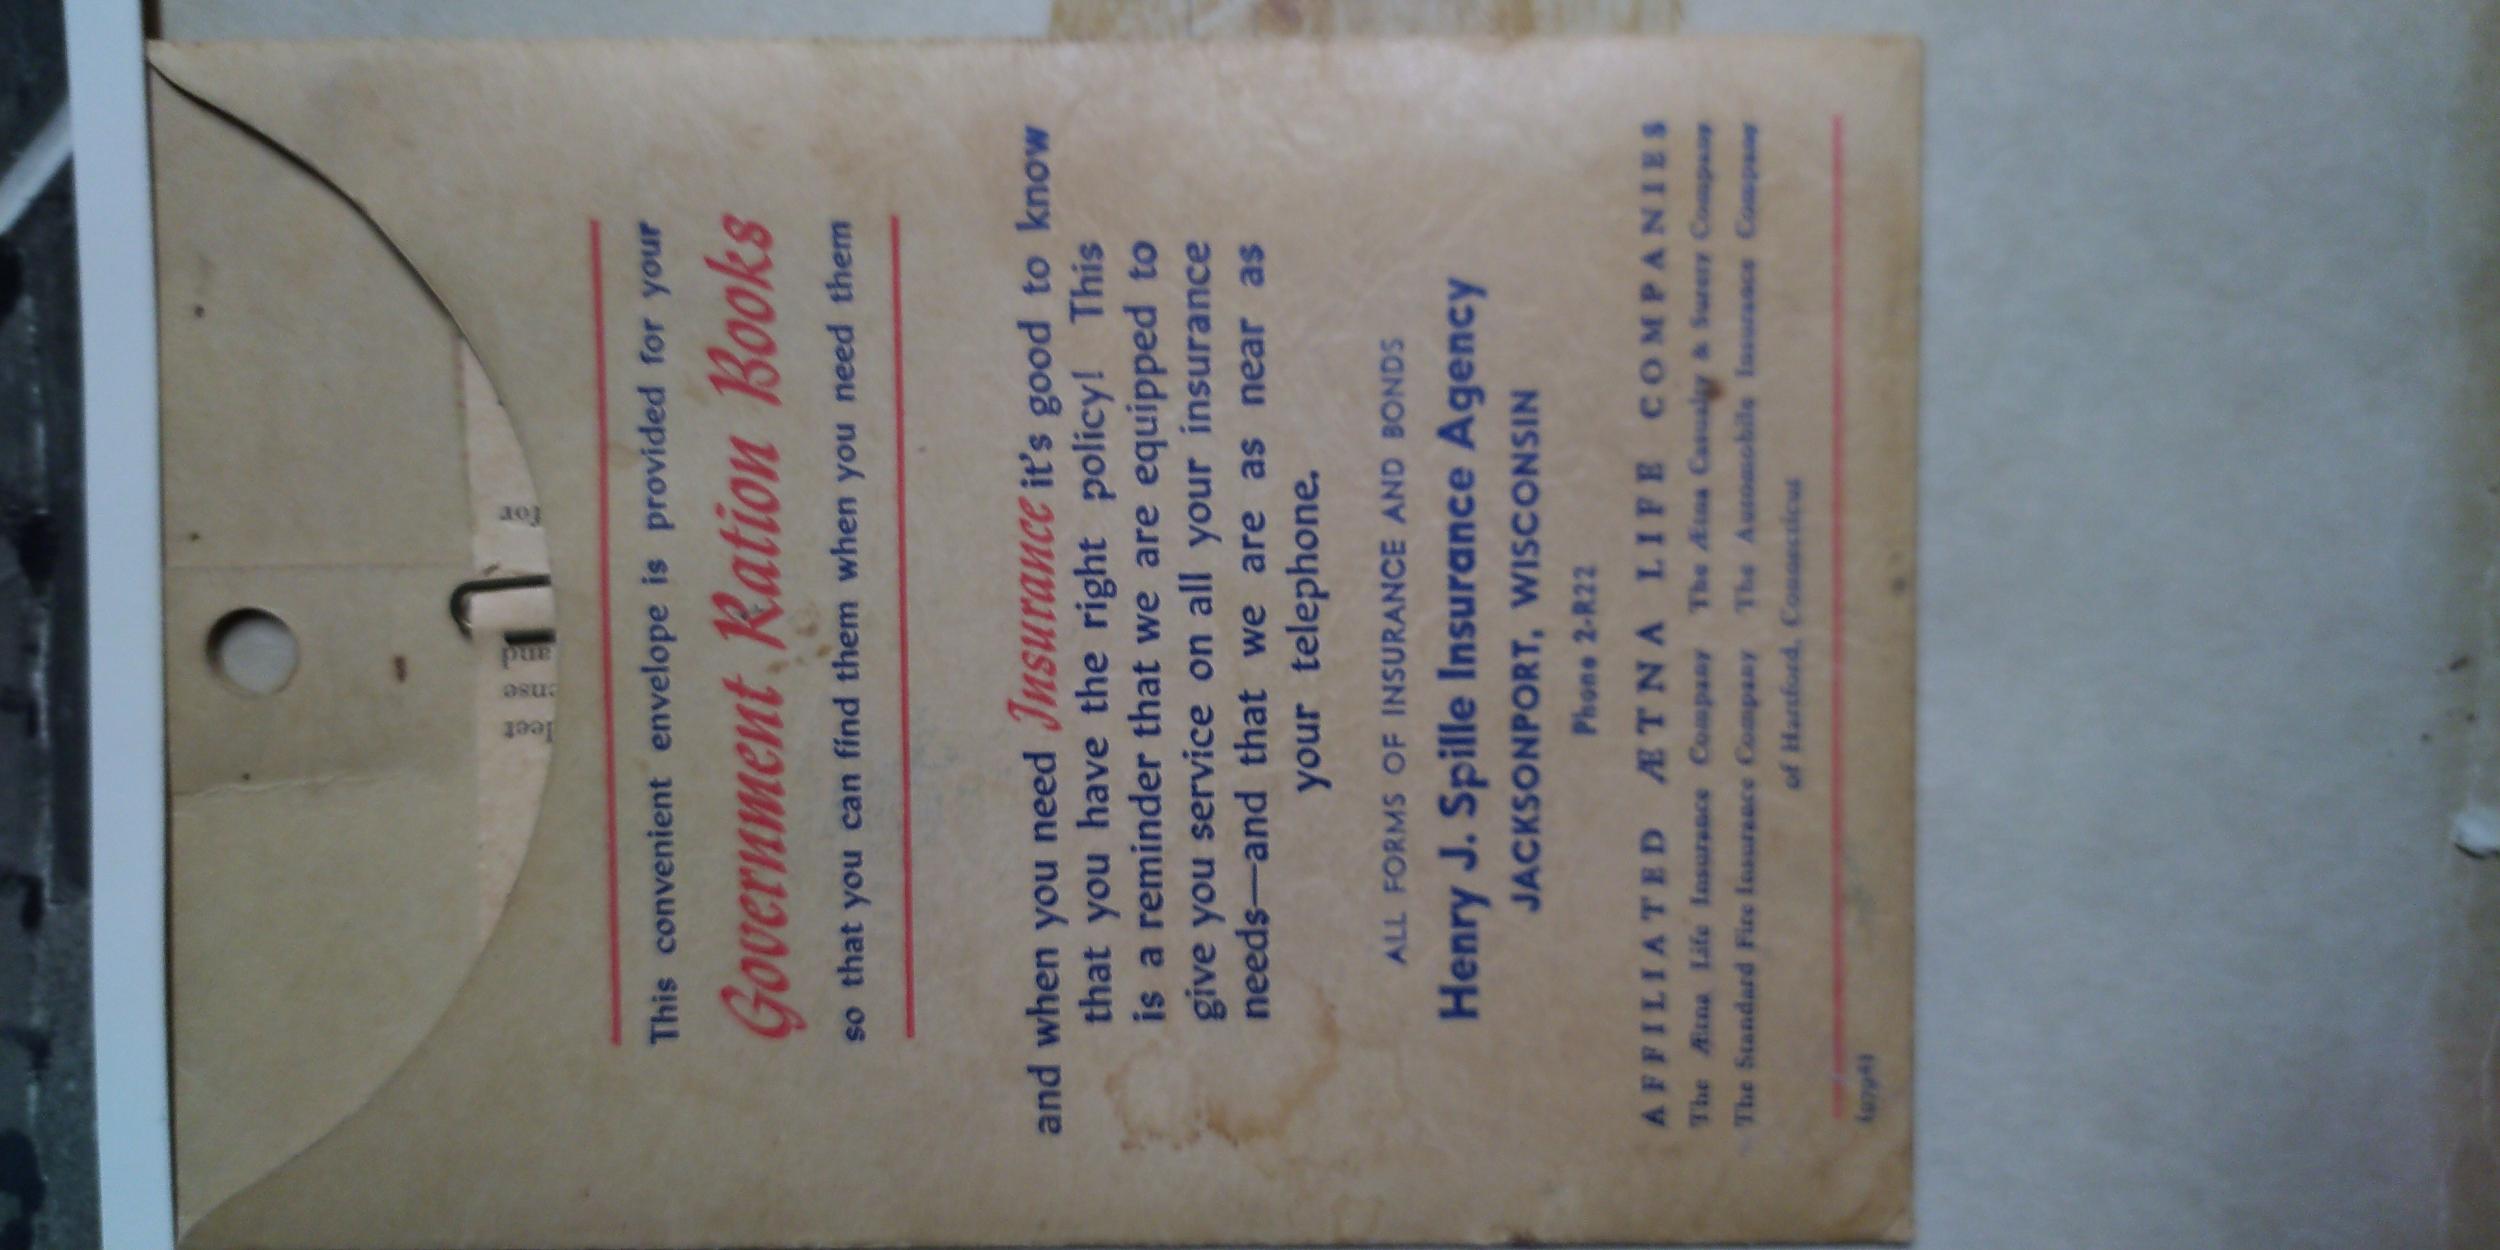 for
and
This convenient envelope is provided for your
Government Ration Books
so that you can find them when you need them
and when you need Insurance it's good to know
that you have the right policy! This
is a reminder that we are equipped to
give you service on all your insurance
needs—and that we are as near as
your telephone.
ALL FORMS OF INSURANCE AND BONDS
Henry J. Spille Insurance Agency
JACKSONPORT, WISCONSIN
Phone 2-R22
AFFILIATED ÆTNA LIFE COMPANIES
The Ætna Life Insurance Company The Ætna Casualty & Surety Company
The Standard Fire Insurance Company The Automobile Insurance Company
of Hartford, Connecticut